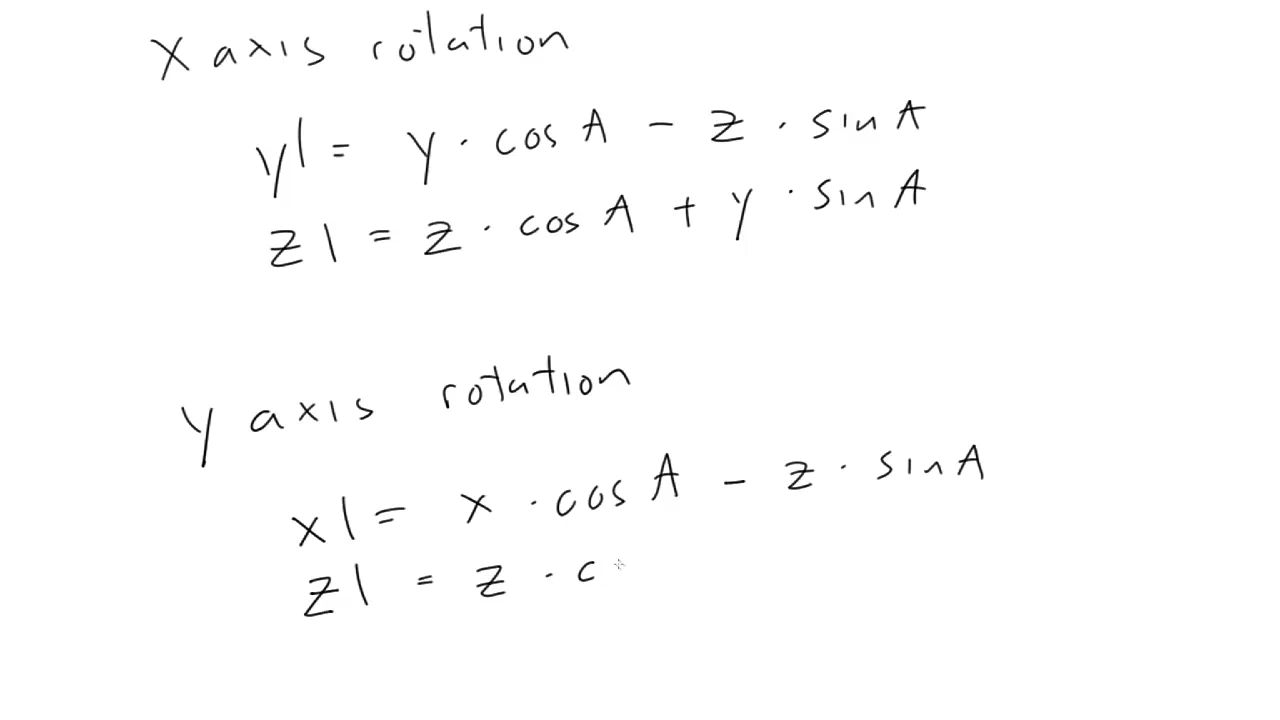 X axis rotation
y1 = y · cos A - z · sin A
z1 = z · cos A + y · sin A
y axis rotation
x1 = x · cos A - z · sin A
z1 = z · c